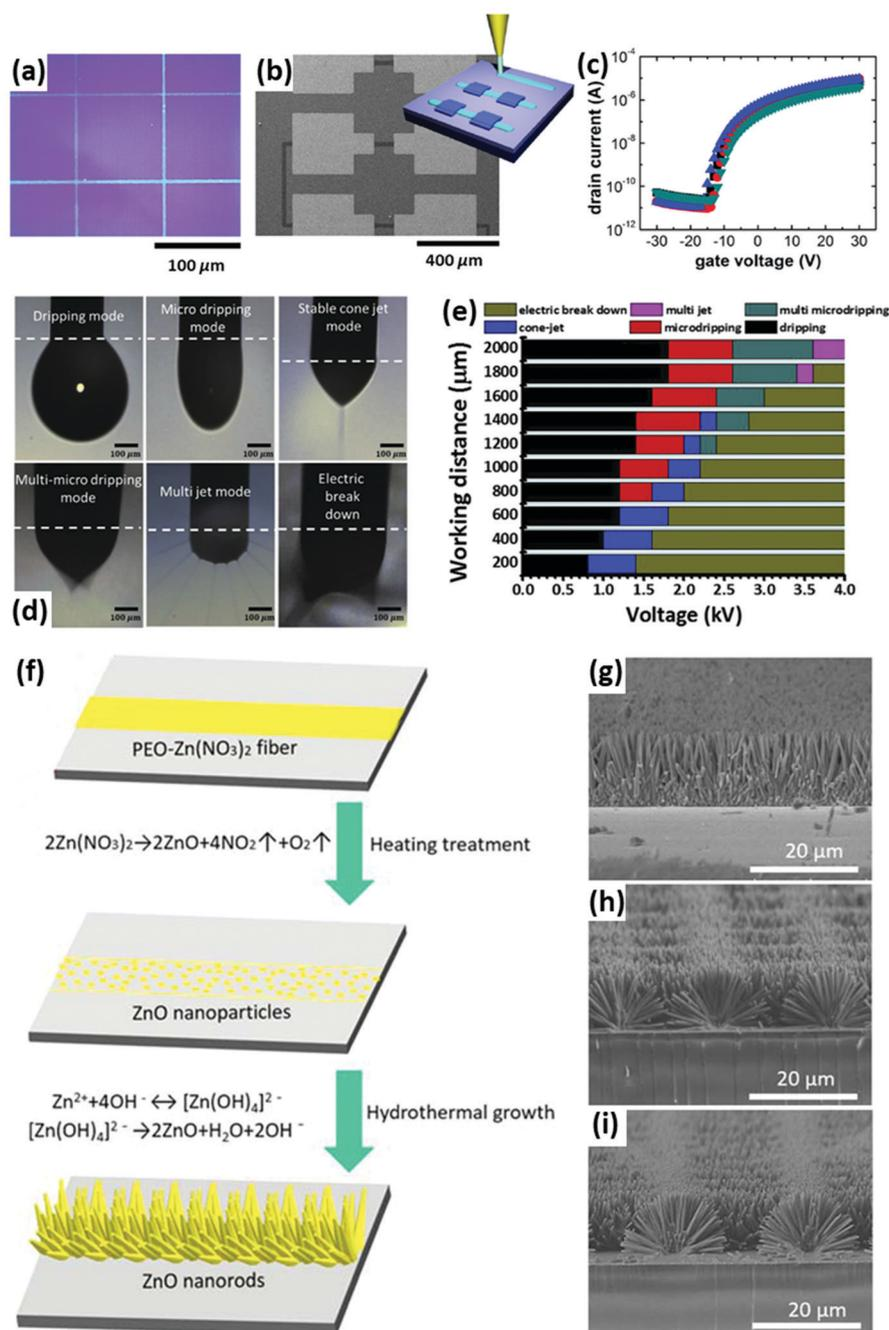 (a)
100 μm
(b)
400 μm
(c)
drain current (A)
10⁻⁴
10⁻⁶
10⁻⁸
10⁻¹⁰
10⁻¹²
-30 -20 -10 0 10 20 30
gate voltage (V)
Dripping mode
100 μm
Micro dripping
mode
100 μm
Stable cone jet
mode
100 μm
Multi-micro dripping
mode
100 μm
Multi jet mode
100 μm
Electric
break
down
100 μm
(d)
(e)
electric break down multi jet multi microdripping
cone-jet microdripping dripping
Working distance (μm)
2000
1800
1600
1400
1200
1000
800
600
400
200
0.0 0.5 1.0 1.5 2.0 2.5 3.0 3.5 4.0
Voltage (kV)
(f)
PEO-Zn(NO₃)₂ fiber
2Zn(NO₃)₂→2ZnO+4NO₂↑+O₂↑
Heating treatment
ZnO nanoparticles
Zn²⁺+4OH⁻ ↔ [Zn(OH)₄]²⁻
[Zn(OH)₄]²⁻→2ZnO+H₂O+2OH⁻
Hydrothermal growth
ZnO nanorods
(g)
20 μm
(h)
20 μm
(i)
20 μm